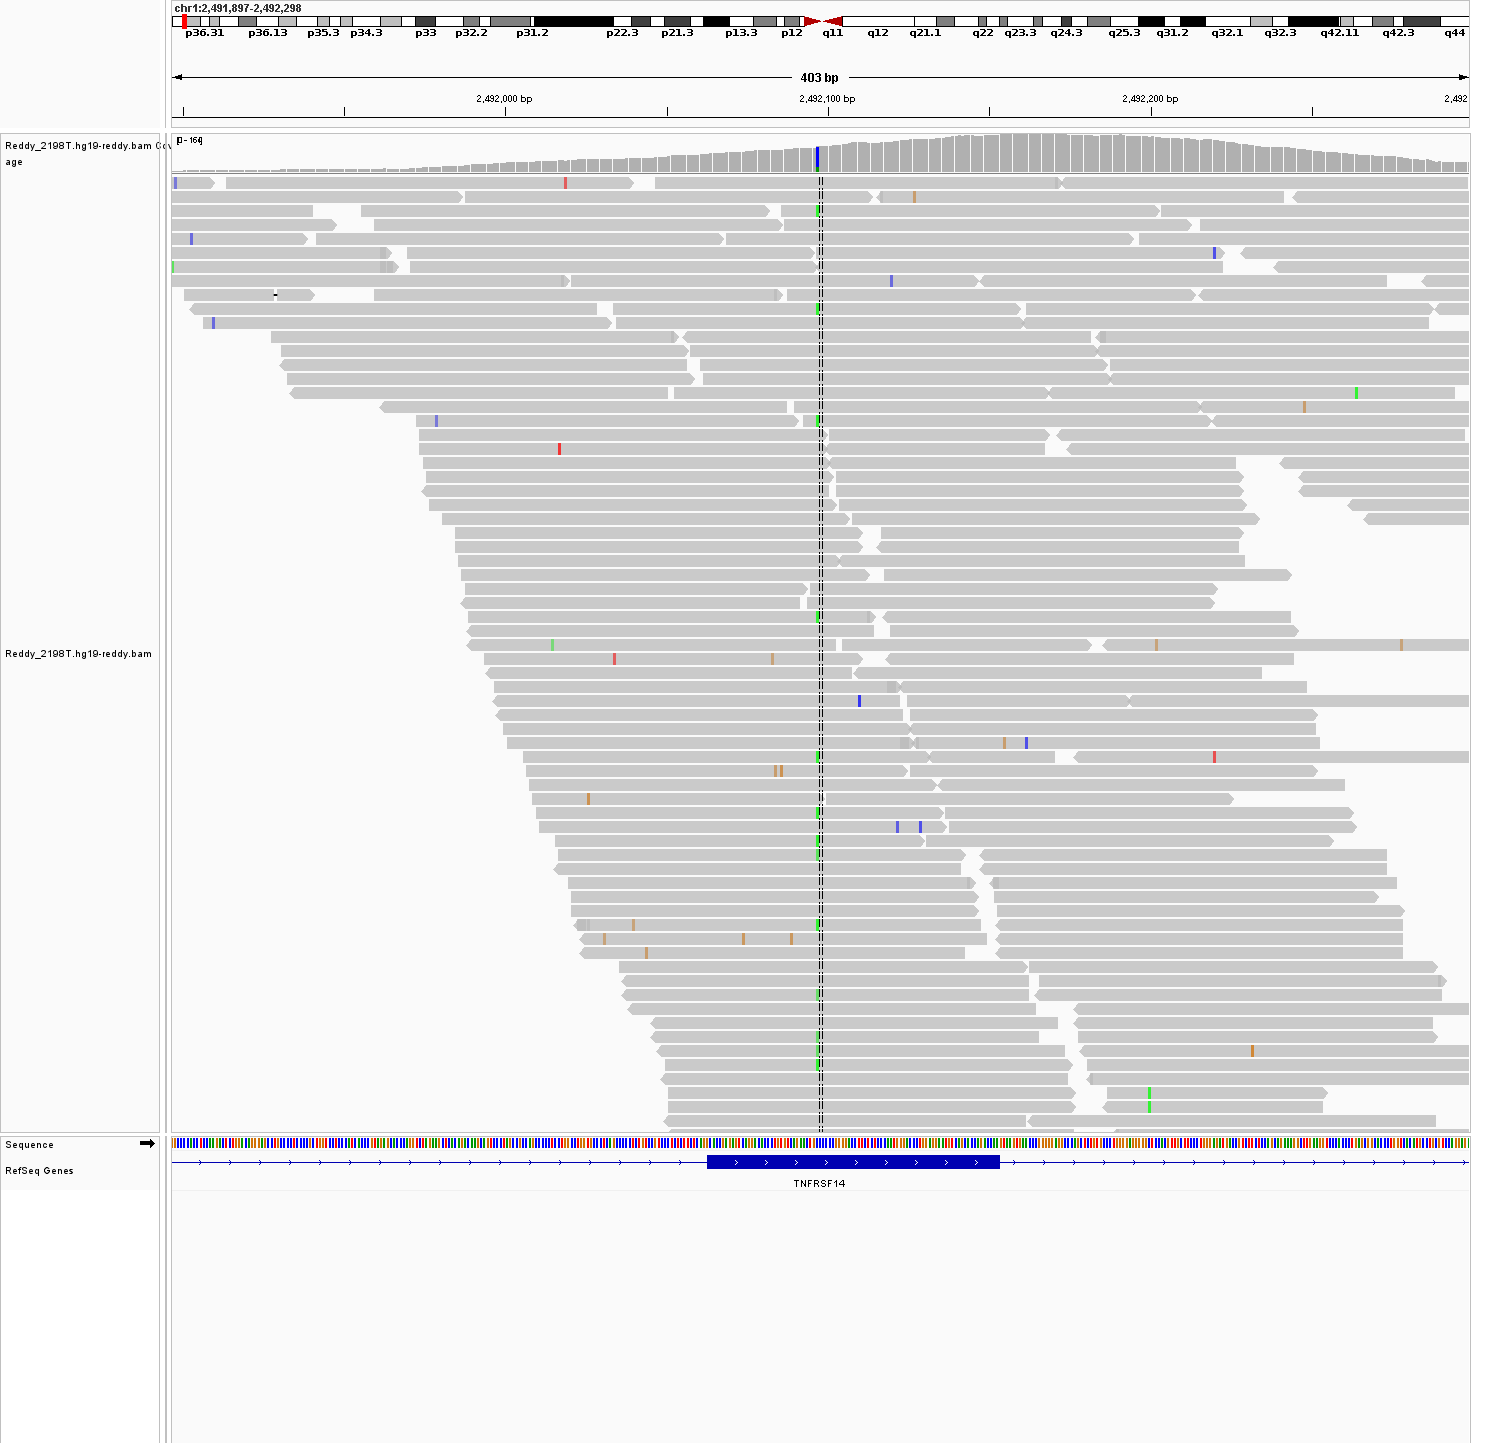 chr1:2,491,897-2,492,298
p36.31 p36.13 p35.3 p34.3 p33 p32.2 p31.2 p22.3 p21.3 p13.3 p12 q11 q12 q21.1 q22 q23.3 q24.3 q25.3 q31.2 q32.1 q32.3 q42.11 q42.3 q44
403 bp
2,492,000 bp 2,492,100 bp 2,492,200 bp 2,492
Reddy_2198T.hg19-reddy.bam Cov
age
[0 - 164]
Reddy_2198T.hg19-reddy.bam
Sequence
RefSeq Genes
TNFRSF14